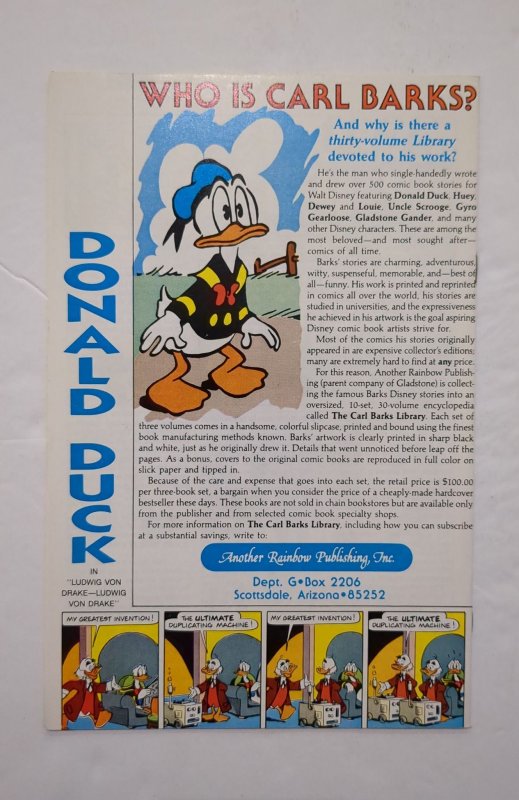 WHO IS CARL BARKS?
And why is there a
thirty-volume Library
devoted to his work?
He's the man who single-handedly wrote
and drew over 500 comic book stories for
Walt Disney featuring Donald Duck, Huey,
Dewey and Louie, Uncle Scrooge, Gyro
Gearloose, Gladstone Gander, and many
other Disney characters. These are among the
most beloved—and most sought after—
comics of all time.
Barks' stories are charming, adventurous,
witty, suspenseful, memorable, and—best of
all—funny. His work is printed and reprinted
in comics all over the world, his stories are
studied in universities, and the expressiveness
he achieved in his artwork is the goal aspiring
Disney comic book artists strive for.
Most of the comics his stories originally
appeared in are expensive collector's editions;
many are extremely hard to find at any price.
For this reason, Another Rainbow Publish-
ing (parent company of Gladstone) is collect-
ing the famous Barks Disney stories into an
oversized, 10-set, 30-volume encyclopedia
called The Carl Barks Library. Each set of
three volumes comes in a handsome, colorful slipcase, printed and bound using the finest
book manufacturing methods known. Barks' artwork is clearly printed in sharp black
and white, just as he originally drew it. Details that went unnoticed before leap off the
pages. As a bonus, covers to the original comic books are reproduced in full color on
slick paper and tipped in.
Because of the care and expense that goes into each set, the retail price is $100.00
per three-book set, a bargain when you consider the price of a cheaply-made hardcover
bestseller these days. These books are not sold in chain bookstores but are available only
from the publisher and from selected comic book specialty shops.
For more information on The Carl Barks Library, including how you can subscribe
at a substantial savings, write to:
Another Rainbow Publishing, Inc.
Dept. G•Box 2206
Scottsdale, Arizona•85252
DONALD DUCK
IN
"LUDWIG VON
DRAKE—LUDWIG
VON DRAKE"
MY GREATEST INVENTION!
THE ULTIMATE
DUPLICATING MACHINE!
MY GREATEST INVENTION!
THE ULTIMATE
DUPLICATING MACHINE!